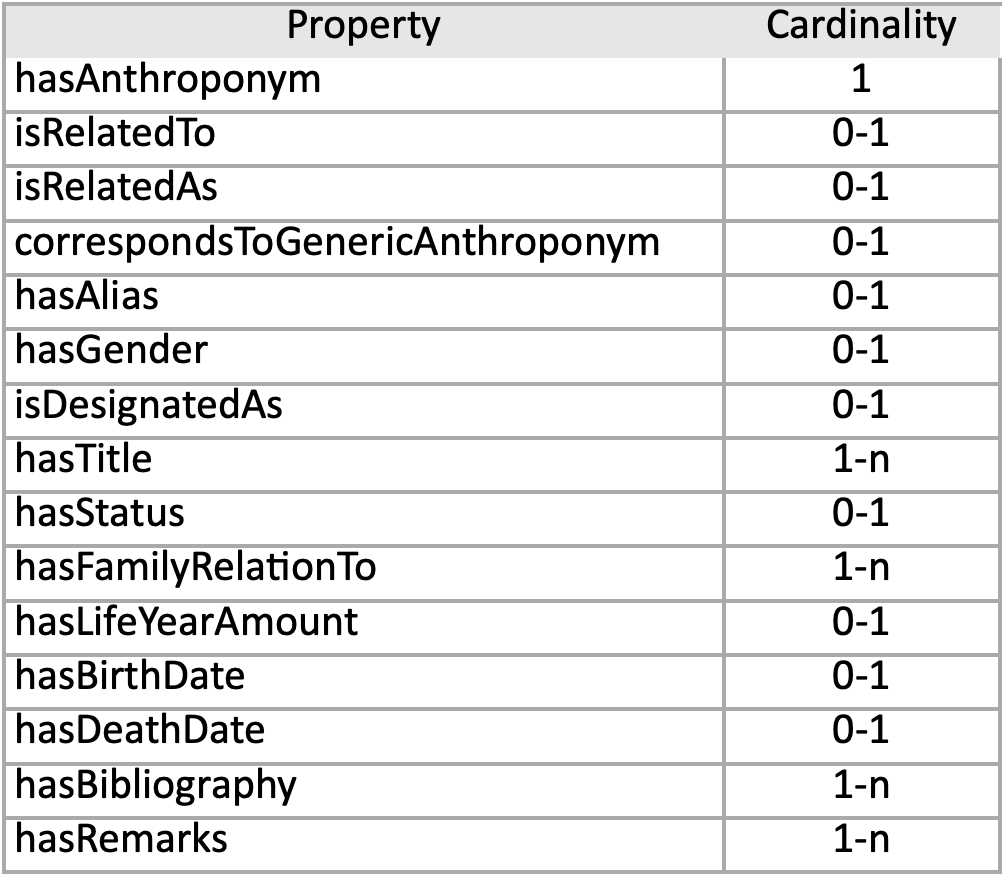 Property Cardinality
hasAnthroponym 1
isRelatedTo 0-1
isRelatedAs 0-1
correspondsToGenericAnthroponym 0-1
hasAlias 0-1
hasGender 0-1
isDesignatedAs 0-1
hasTitle 1-n
hasStatus 0-1
hasFamilyRelationTo 1-n
hasLifeYearAmount 0-1
hasBirthDate 0-1
hasDeathDate 0-1
hasBibliography 1-n
hasRemarks 1-n